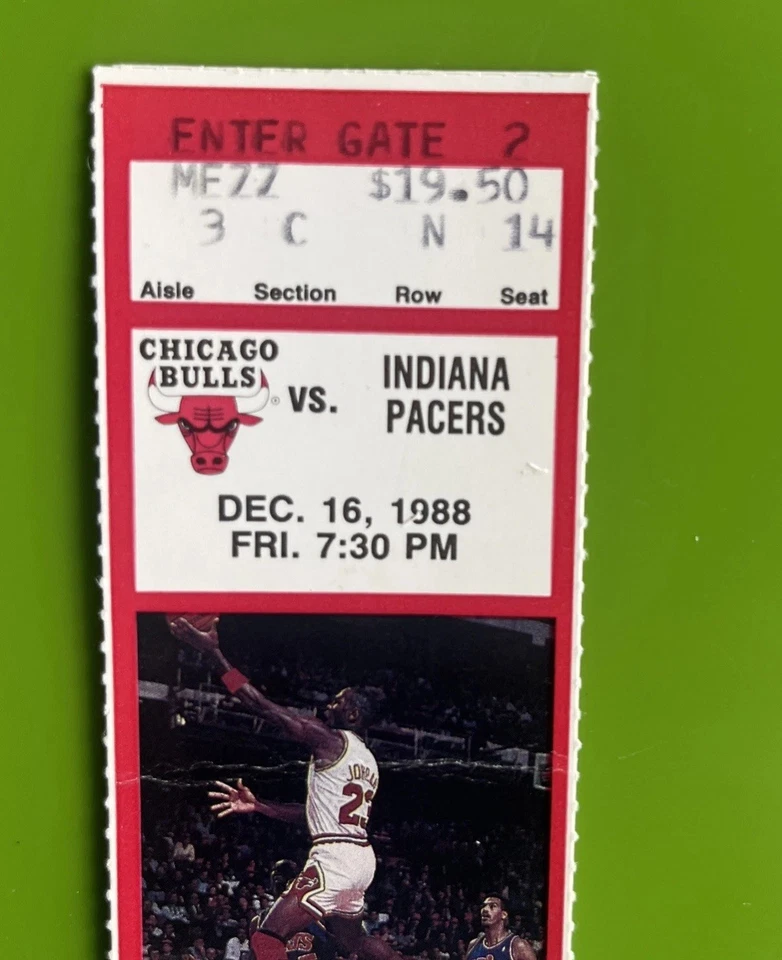 ENTER GATE 2
MEZZ $19.50
3 C N 14
Aisle Section Row Seat
CHICAGO
BULLS
® VS.
INDIANA
PACERS
DEC. 16, 1988
FRI. 7:30 PM
JORDAN
23